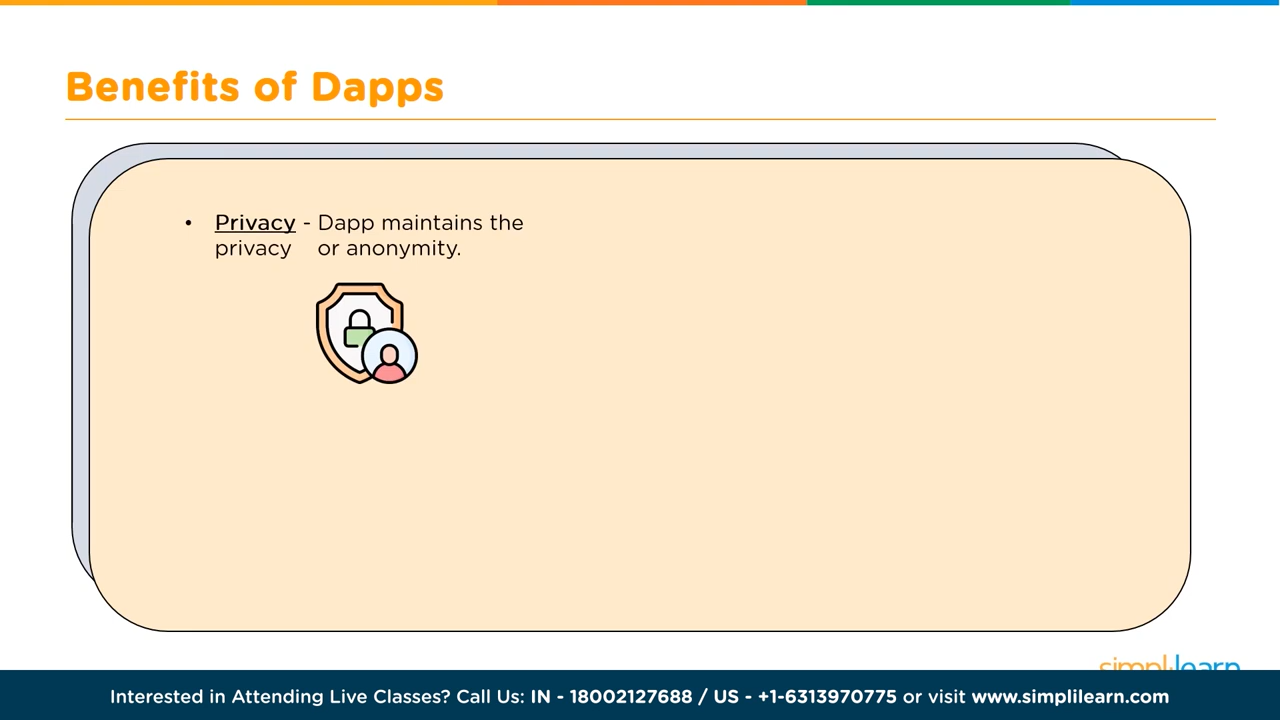 Benefits of Dapps
• Privacy - Dapp maintains the
privacy or anonymity.
simplilearn
Interested in Attending Live Classes? Call Us: IN - 18002127688 / US - +1-6313970775 or visit www.simplilearn.com